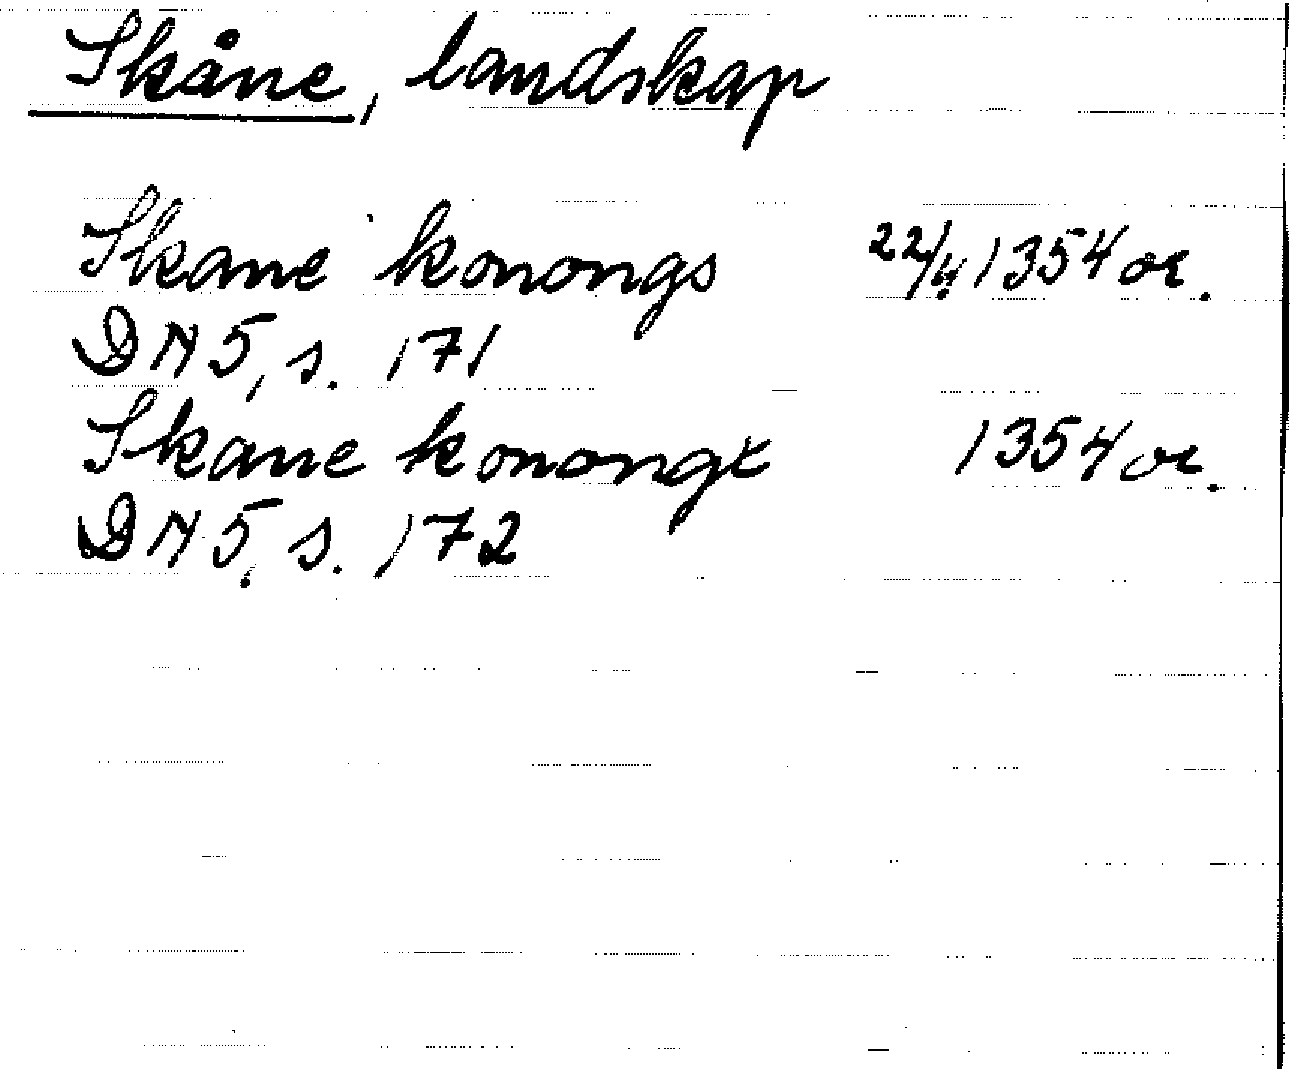 Skåne, landskap
Skane konongs 22/4 1354 or.
DN 5, s. 171
Skane konongx 1354 or.
DN 5, s. 172